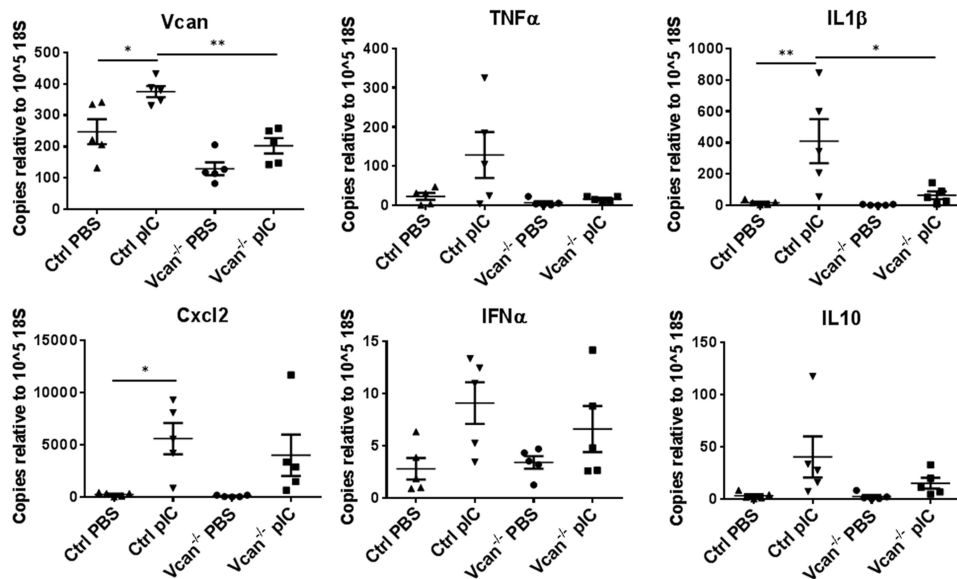 Vcan
Copies relative to 10^5 18S
500
400
300
200
100
0
*
**
Ctrl PBS
Ctrl pIC
Vcan-/- PBS
Vcan-/- pIC
TNFα
Copies relative to 10^5 18S
400
300
200
100
0
Ctrl PBS
Ctrl pIC
Vcan-/- PBS
Vcan-/- pIC
IL1β
Copies relative to 10^5 18S
1000
800
600
400
200
0
**
*
Ctrl PBS
Ctrl pIC
Vcan-/- PBS
Vcan-/- pIC
Cxcl2
Copies relative to 10^5 18S
15000
10000
5000
0
*
Ctrl PBS
Ctrl pIC
Vcan-/- PBS
Vcan-/- pIC
IFNα
Copies relative to 10^5 18S
15
10
5
0
Ctrl PBS
Ctrl pIC
Vcan-/- PBS
Vcan-/- pIC
IL10
Copies relative to 10^5 18S
150
100
50
0
Ctrl PBS
Ctrl pIC
Vcan-/- PBS
Vcan-/- pIC